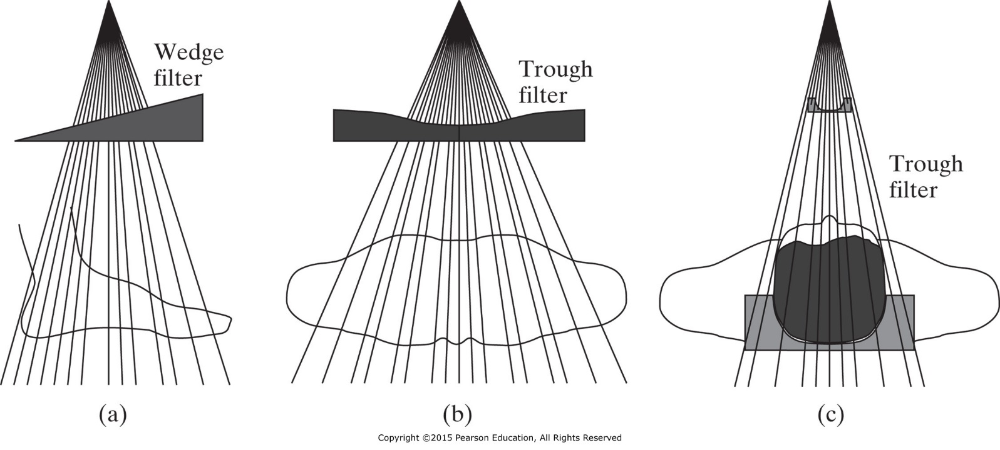 Wedge
filter
Trough
filter
Trough
filter
(a)
(b)
(c)
Copyright ©2015 Pearson Education, All Rights Reserved